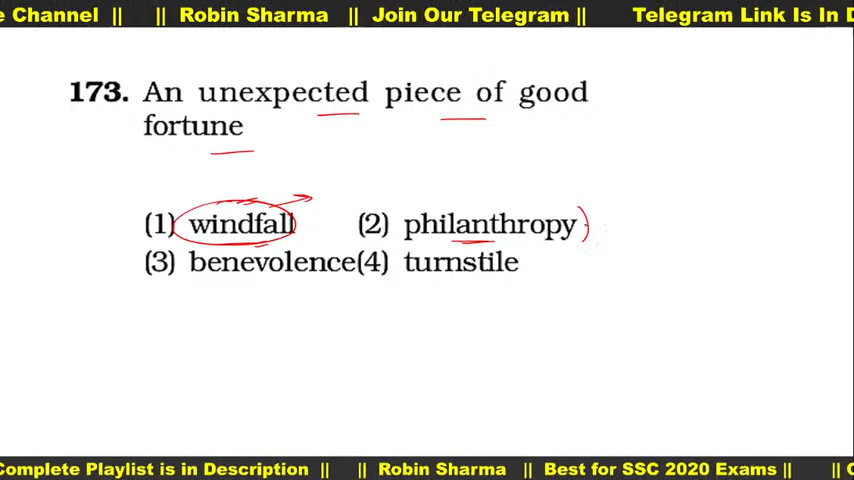 e Channel || || Robin Sharma || Join Our Telegram || Telegram Link Is In D
173. An unexpected piece of good
fortune
(1) windfall (2) philanthropy
(3) benevolence (4) turnstile
Complete Playlist is in Description || || Robin Sharma || Best for SSC 2020 Exams || || C